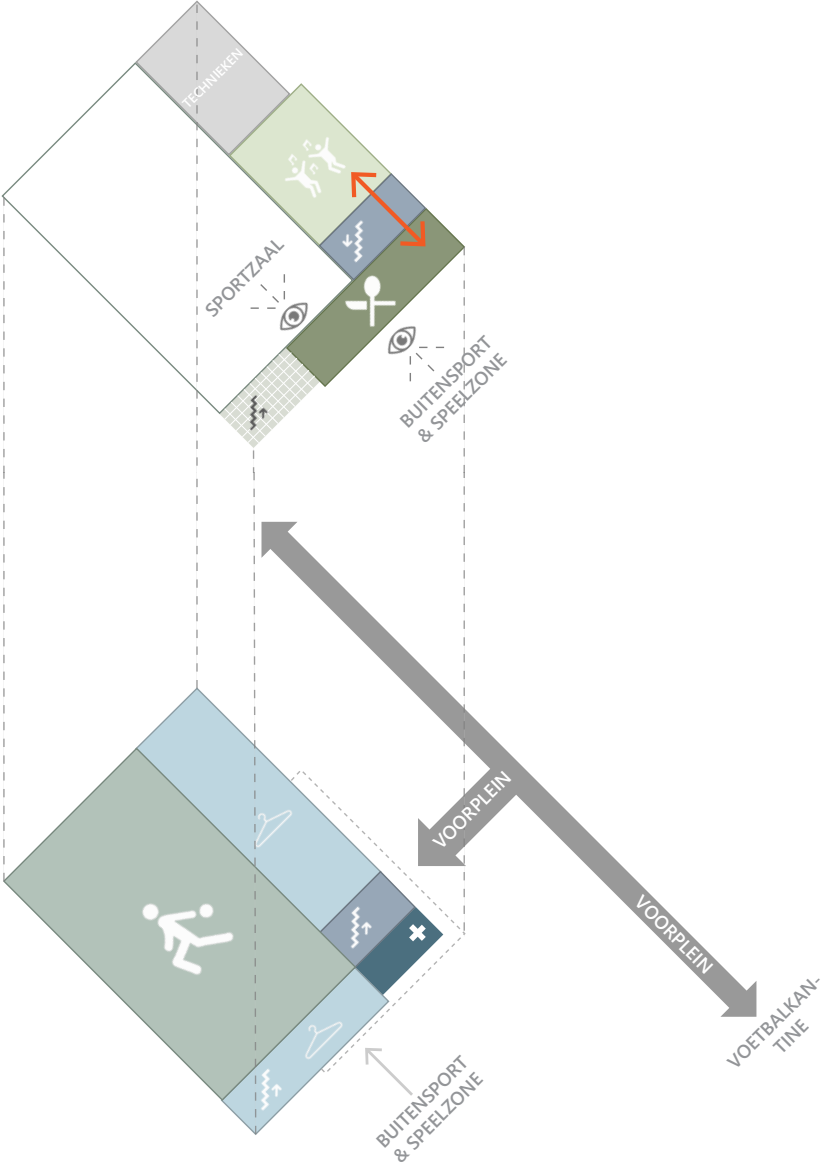 TECHNIEKEN
SPORTZAAL
BUITENSPORT
& SPEELZONE
VOORPLEIN
VOORPLEIN
VOETBALKAN-
TINE
BUITENSPORT
& SPEELZONE